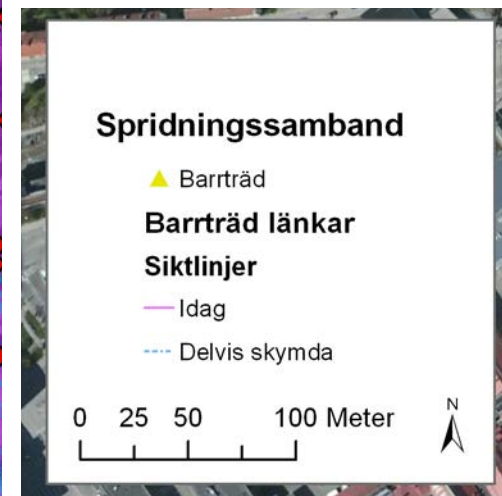 Spridningssamband
Barrträd
Barrträd länkar
Siktlinjer
Idag
Delvis skymda
0 25 50 100 Meter
N